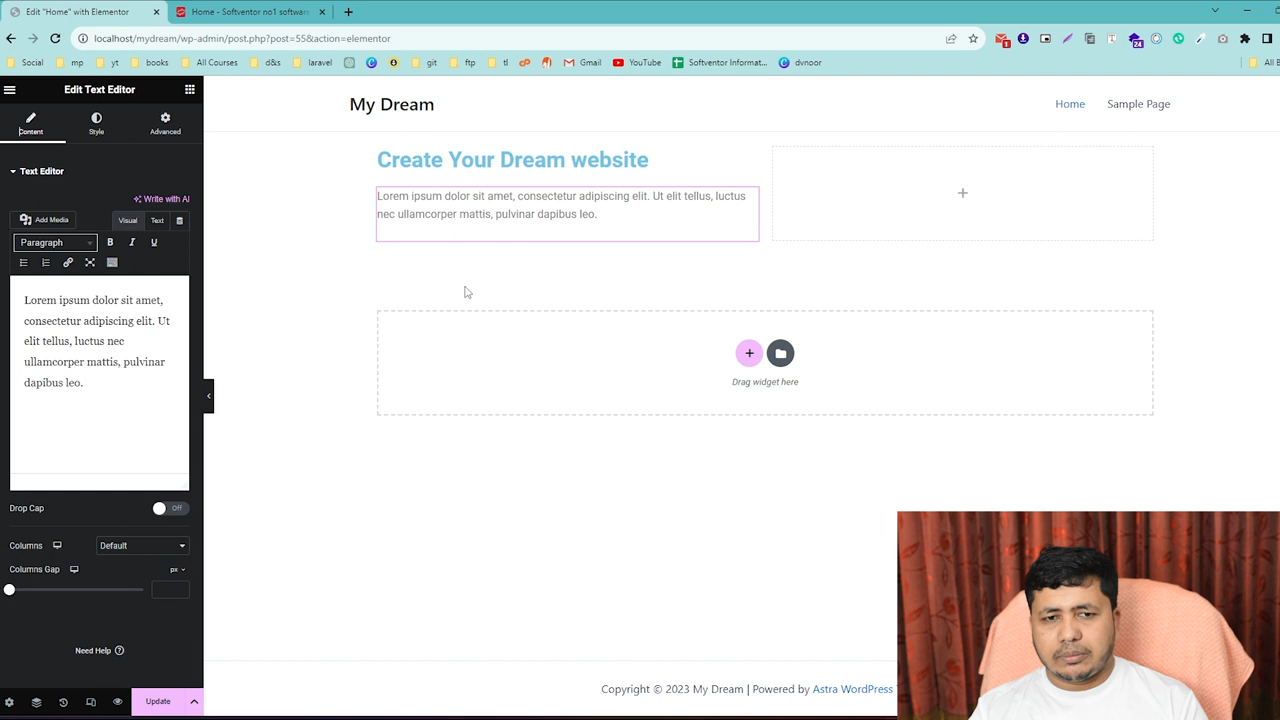 Edit "Home" with Elementor
Home - Softventor no1 softwar
localhost/mydream/wp-admin/post.php?post=55&action=elementor
Social
mp
yt
books
All Courses
d&s
laravel
git
ftp
tl
Gmail
YouTube
Softventor Informat...
dvnoor
All B
1
24
Edit Text Editor
Content
Style
Advanced
Text Editor
Write with AI
Add Media
Visual
Text
Paragraph
B I U
Lorem ipsum dolor sit amet,
consectetur adipiscing elit. Ut
elit tellus, luctus nec
ullamcorper mattis, pulvinar
dapibus leo.
Drop Cap
Off
Columns
Default
Columns Gap
px
Need Help
Update
My Dream
Home
Sample Page
Create Your Dream website
Lorem ipsum dolor sit amet, consectetur adipiscing elit. Ut elit tellus, luctus
nec ullamcorper mattis, pulvinar dapibus leo.
Drag widget here
Copyright © 2023 My Dream | Powered by Astra WordPress